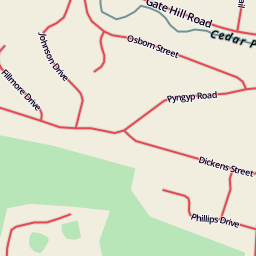 Gate Hill Road
Cedar P
Osborn Street
Johnson Drive
Fillmore Drive
Pyngyp Road
Dickens Street
Phillips Drive